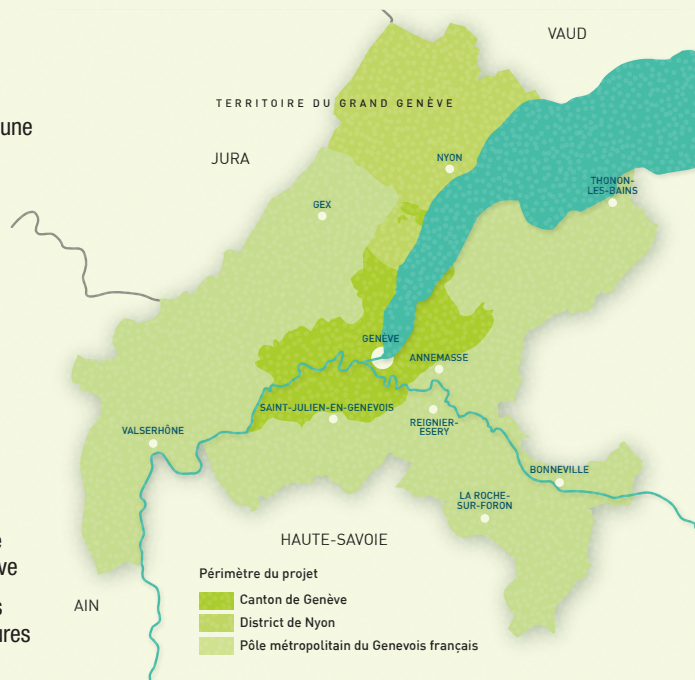 VAUD
TERRITOIRE DU GRAND GENÈVE
une
JURA
NYON
THONON-
LES-BAINS
GEX
GENÈVE
ANNEMASSE
SAINT-JULIEN-EN-GENEVOIS
REIGNIER-
ESERY
VALSERHÔNE
BONNEVILLE
LA ROCHE-
SUR-FORON
HAUTE-SAVOIE
AIN
Périmètre du projet
Canton de Genève
District de Nyon
Pôle métropolitain du Genevois français